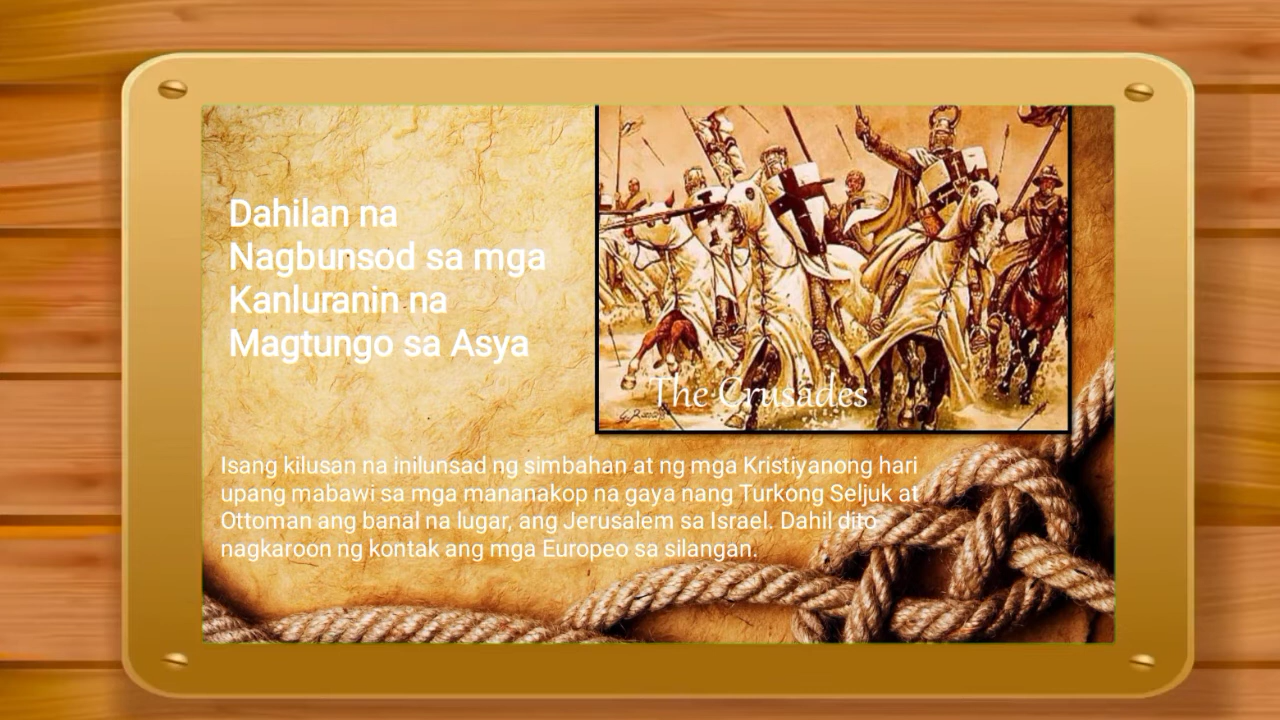 Dahilan na
Nagbunsod sa mga
Kanluranin na
Magtungo sa Asya
The Crusades
Isang kilusan na inilunsad ng simbahan at ng mga Kristiyanong hari
upang mabawi sa mga mananakop na gaya nang Turkong Seljuk at
Ottoman ang banal na lugar, ang Jerusalem sa Israel. Dahil dito
nagkaroon ng kontak ang mga Europeo sa silangan.